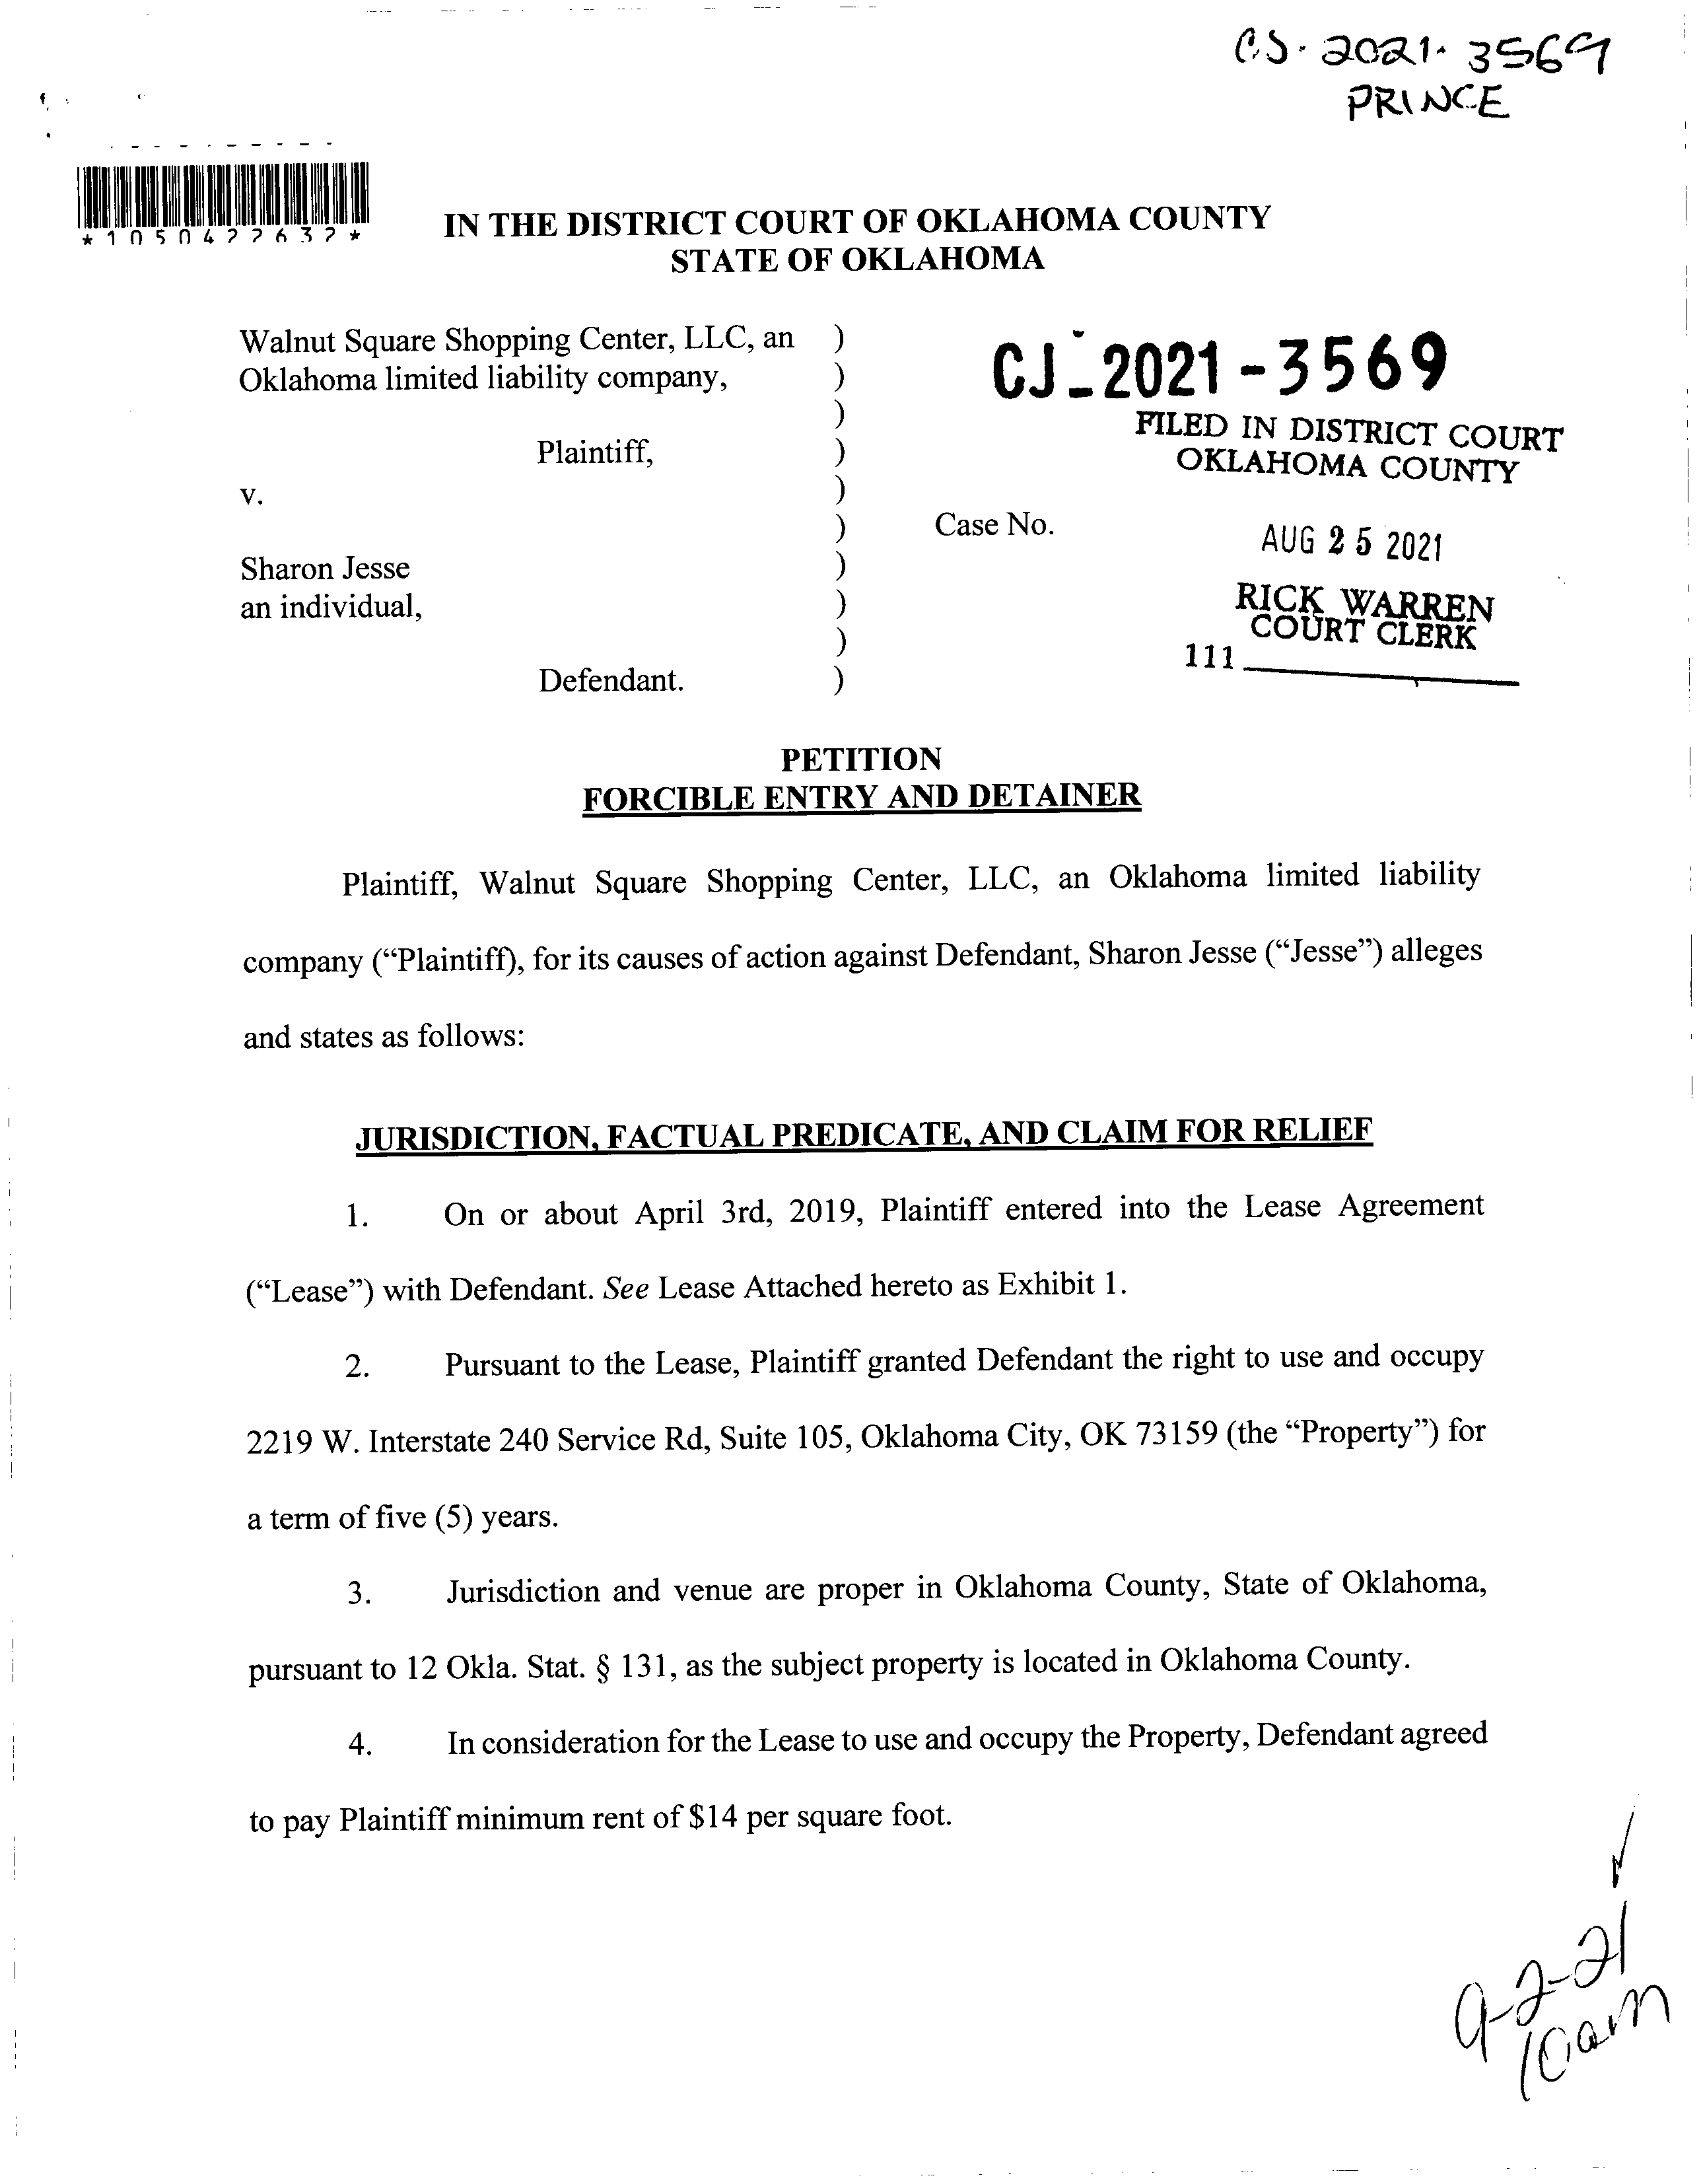 CS-2021-3569
PRINCE
*1050422632*
IN THE DISTRICT COURT OF OKLAHOMA COUNTY
STATE OF OKLAHOMA
Walnut Square Shopping Center, LLC, an )
Oklahoma limited liability company, )
)
Plaintiff, )
v. )
)
Sharon Jesse )
an individual, )
)
Defendant. )
CJ-2021-3569
FILED IN DISTRICT COURT
OKLAHOMA COUNTY
Case No.
AUG 25 2021
RICK WARREN
COURT CLERK
111
PETITION
FORCIBLE ENTRY AND DETAINER
Plaintiff, Walnut Square Shopping Center, LLC, an Oklahoma limited liability
company (“Plaintiff), for its causes of action against Defendant, Sharon Jesse (“Jesse”) alleges
and states as follows:
JURISDICTION, FACTUAL PREDICATE, AND CLAIM FOR RELIEF
1. On or about April 3rd, 2019, Plaintiff entered into the Lease Agreement
(“Lease”) with Defendant. See Lease Attached hereto as Exhibit 1.
2. Pursuant to the Lease, Plaintiff granted Defendant the right to use and occupy
2219 W. Interstate 240 Service Rd, Suite 105, Oklahoma City, OK 73159 (the “Property”) for
a term of five (5) years.
3. Jurisdiction and venue are proper in Oklahoma County, State of Oklahoma,
pursuant to 12 Okla. Stat. § 131, as the subject property is located in Oklahoma County.
4. In consideration for the Lease to use and occupy the Property, Defendant agreed
to pay Plaintiff minimum rent of $14 per square foot.
9-2-21
10am